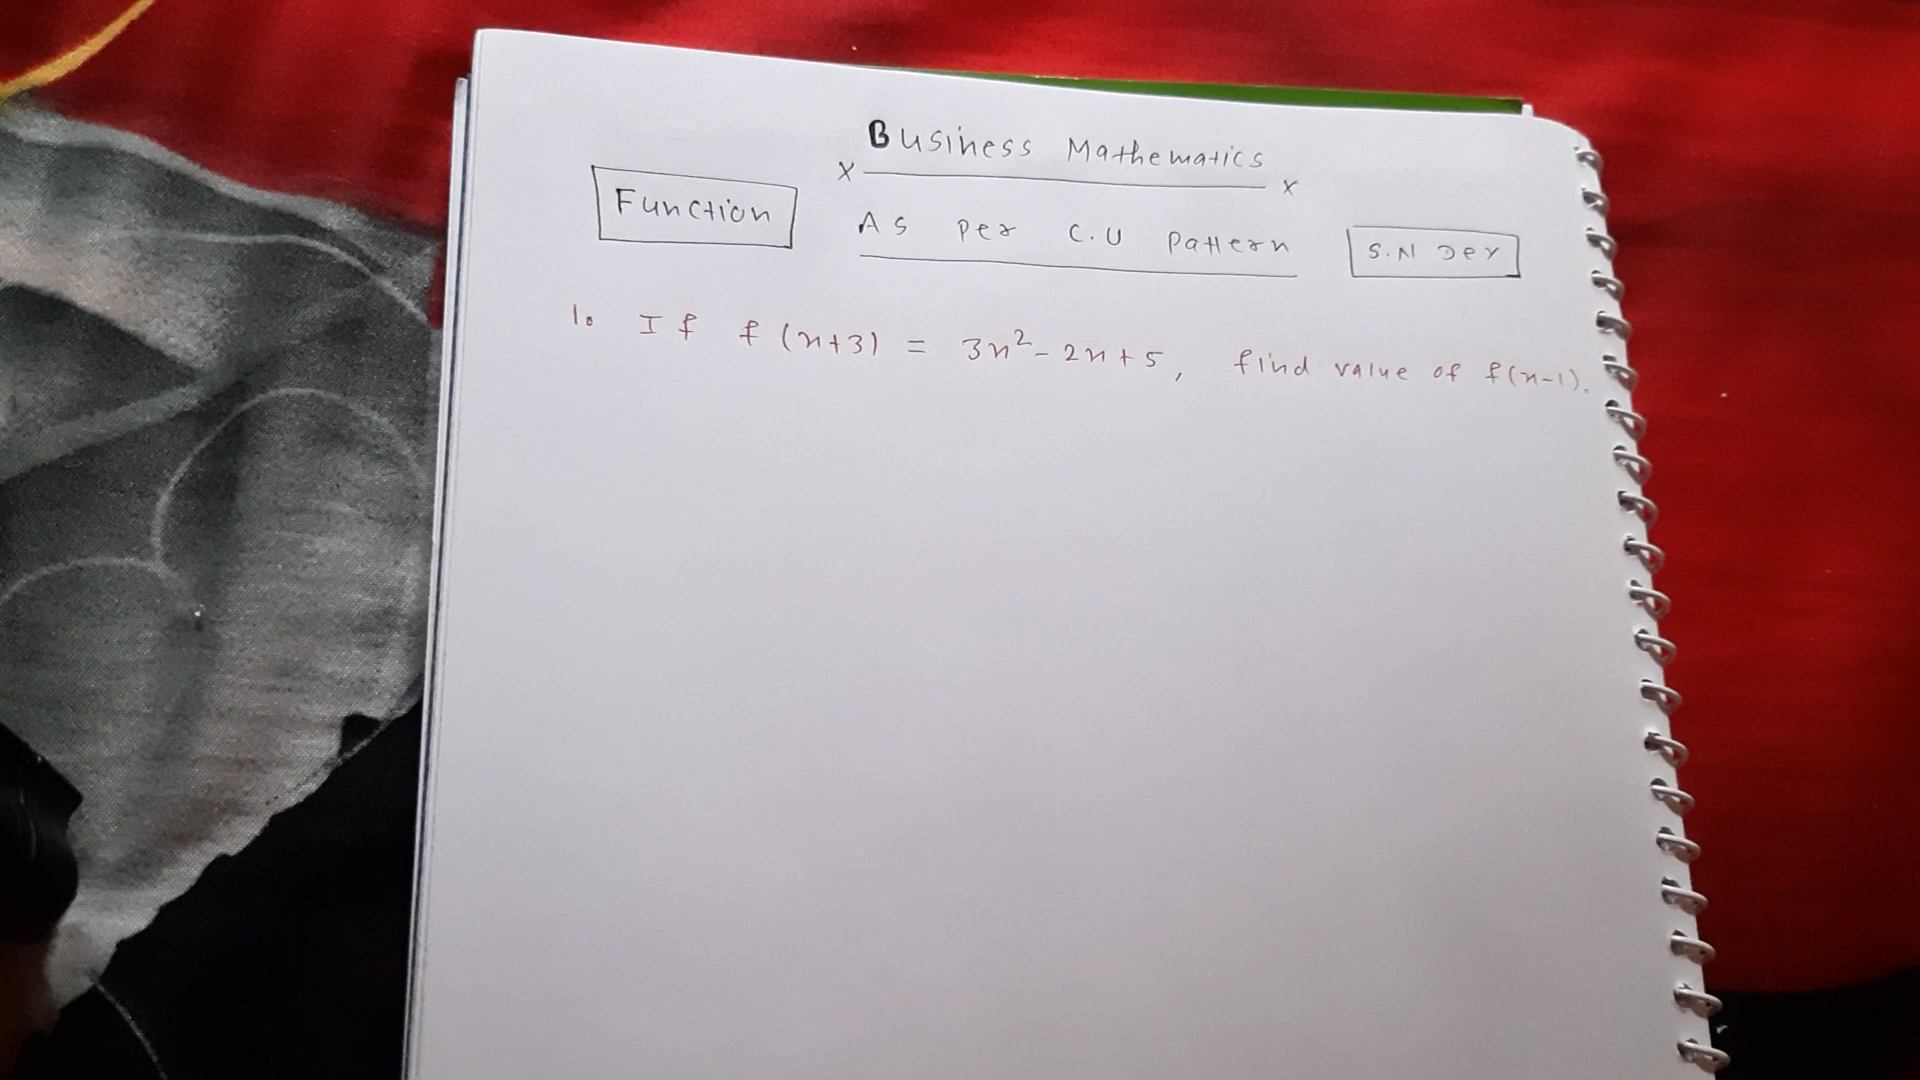 Business Mathematics
x x
Function
As per C.U pattern
S.N Dey
1. If f(x+3) = 3x² - 2x + 5, find value of f(x-1).